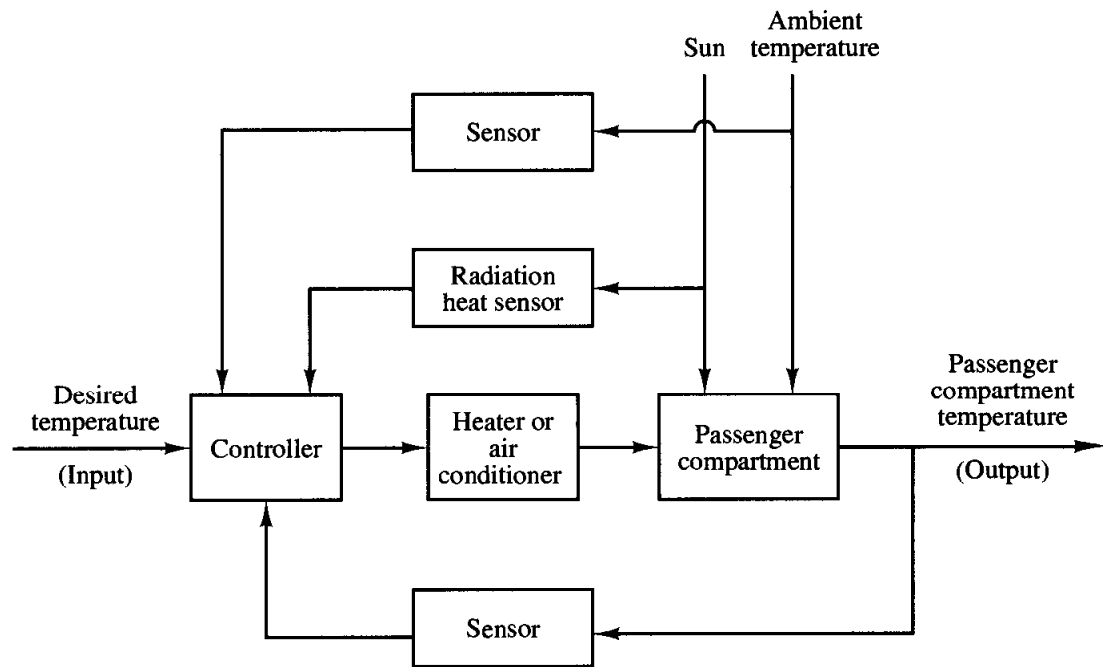 Sun
Ambient
temperature
Sensor
Radiation
heat sensor
Desired
temperature
(Input)
Controller
Heater or
air
conditioner
Passenger
compartment
Passenger
compartment
temperature
(Output)
Sensor